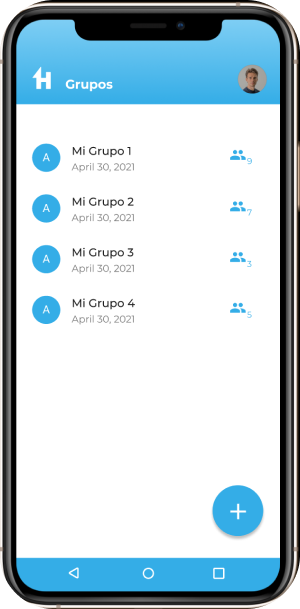 H
Grupos
A
Mi Grupo 1
April 30, 2021
9
A
Mi Grupo 2
April 30, 2021
7
A
Mi Grupo 3
April 30, 2021
3
A
Mi Grupo 4
April 30, 2021
5
+